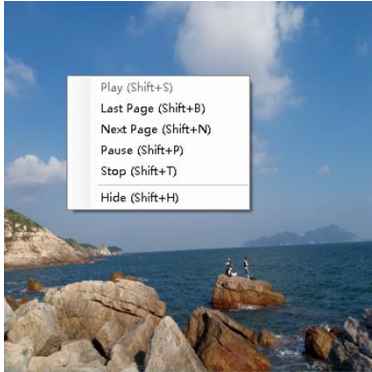 Play (Shift+S)
Last Page (Shift+B)
Next Page (Shift+N)
Pause (Shift+P)
Stop (Shift+T)
Hide (Shift+H)